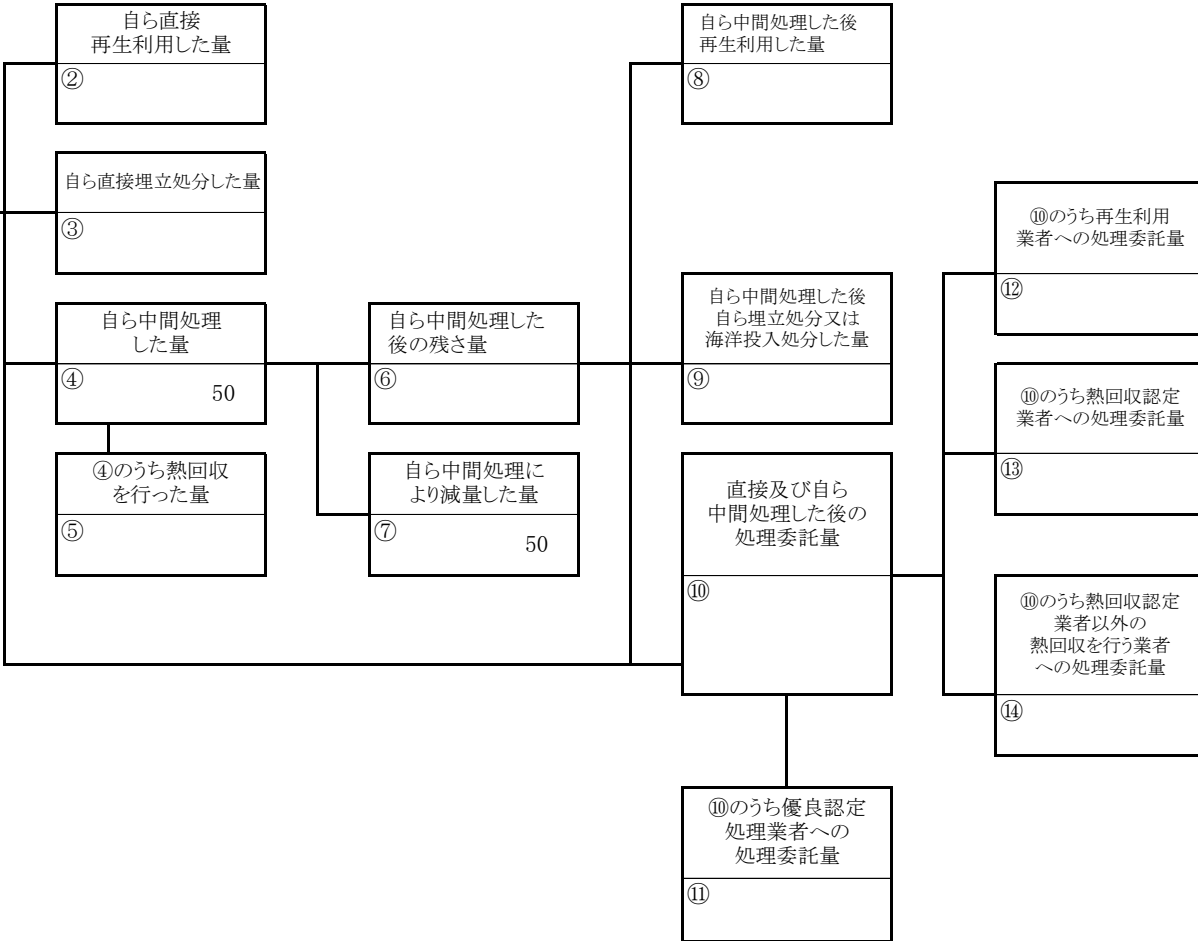 自ら直接
再生利用した量
②
自ら直接埋立処分した量
③
自ら中間処理
した量
④
50
④のうち熱回収
を行った量
⑤
自ら中間処理した
後の残さ量
⑥
自ら中間処理に
より減量した量
⑦
50
自ら中間処理した後
再生利用した量
⑧
自ら中間処理した後
自ら埋立処分又は
海洋投入処分した量
⑨
直接及び自ら
中間処理した後の
処理委託量
⑩
⑩のうち優良認定
処理業者への
処理委託量
⑪
⑩のうち再生利用
業者への処理委託量
⑫
⑩のうち熱回収認定
業者への処理委託量
⑬
⑩のうち熱回収認定
業者以外の
熱回収を行う業者
への処理委託量
⑭